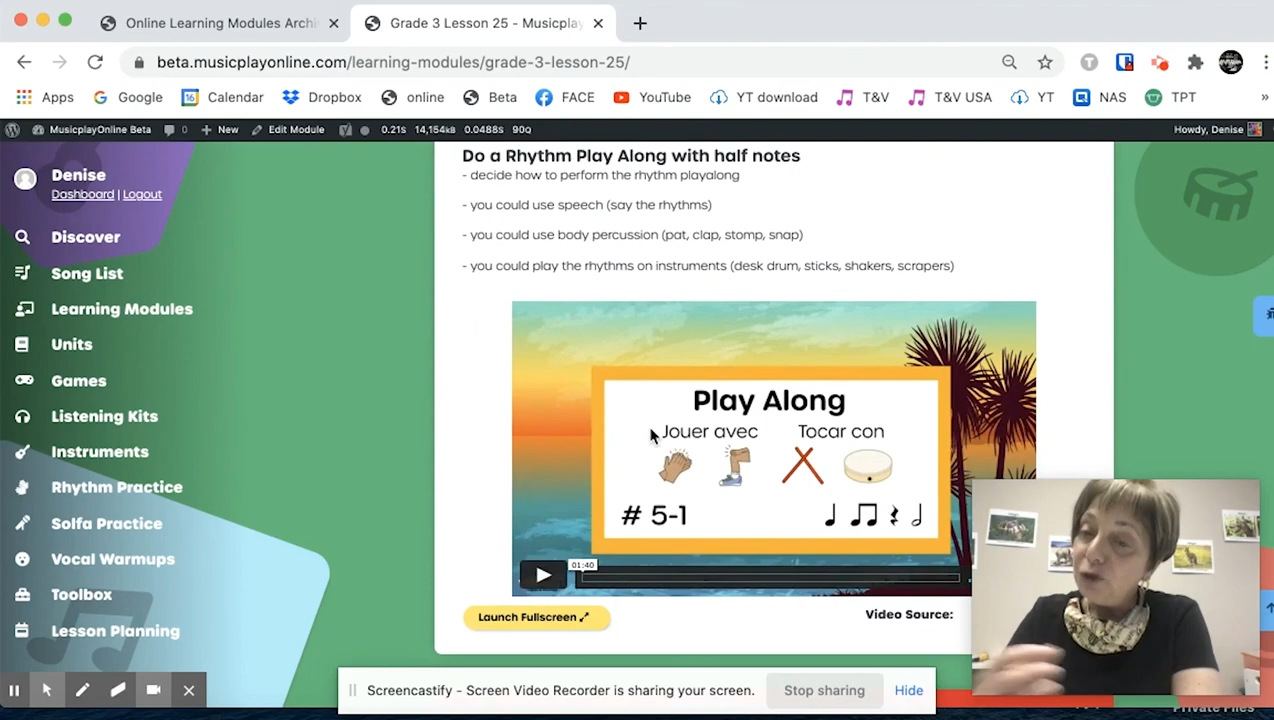 Online Learning Modules Archi
Grade 3 Lesson 25 - Musicplay
beta.musicplayonline.com/learning-modules/grade-3-lesson-25/
T
Apps
Google
Calendar
Dropbox
online
Beta
FACE
YouTube
YT download
T&V
T&V USA
YT
NAS
TPT
»
MusicplayOnline Beta
0
New
Edit Module
0.21S
14,154kB
0.0488S
90Q
Howdy, Denise
Denise
Dashboard | Logout
Discover
Song List
Learning Modules
Units
Games
Listening Kits
Instruments
Rhythm Practice
Solfa Practice
Vocal Warmups
Toolbox
Lesson Planning
Do a Rhythm Play Along with half notes
- decide how to perform the rhythm playalong
- you could use speech (say the rhythms)
- you could use body percussion (pat, clap, stomp, snap)
- you could play the rhythms on instruments (desk drum, sticks, shakers, scrapers)
Play Along
Jouer avec Tocar con
# 5-1
01:40
Launch Fullscreen
Video Source:
Screencastify - Screen Video Recorder is sharing your screen.
Stop sharing
Hide
Private Files